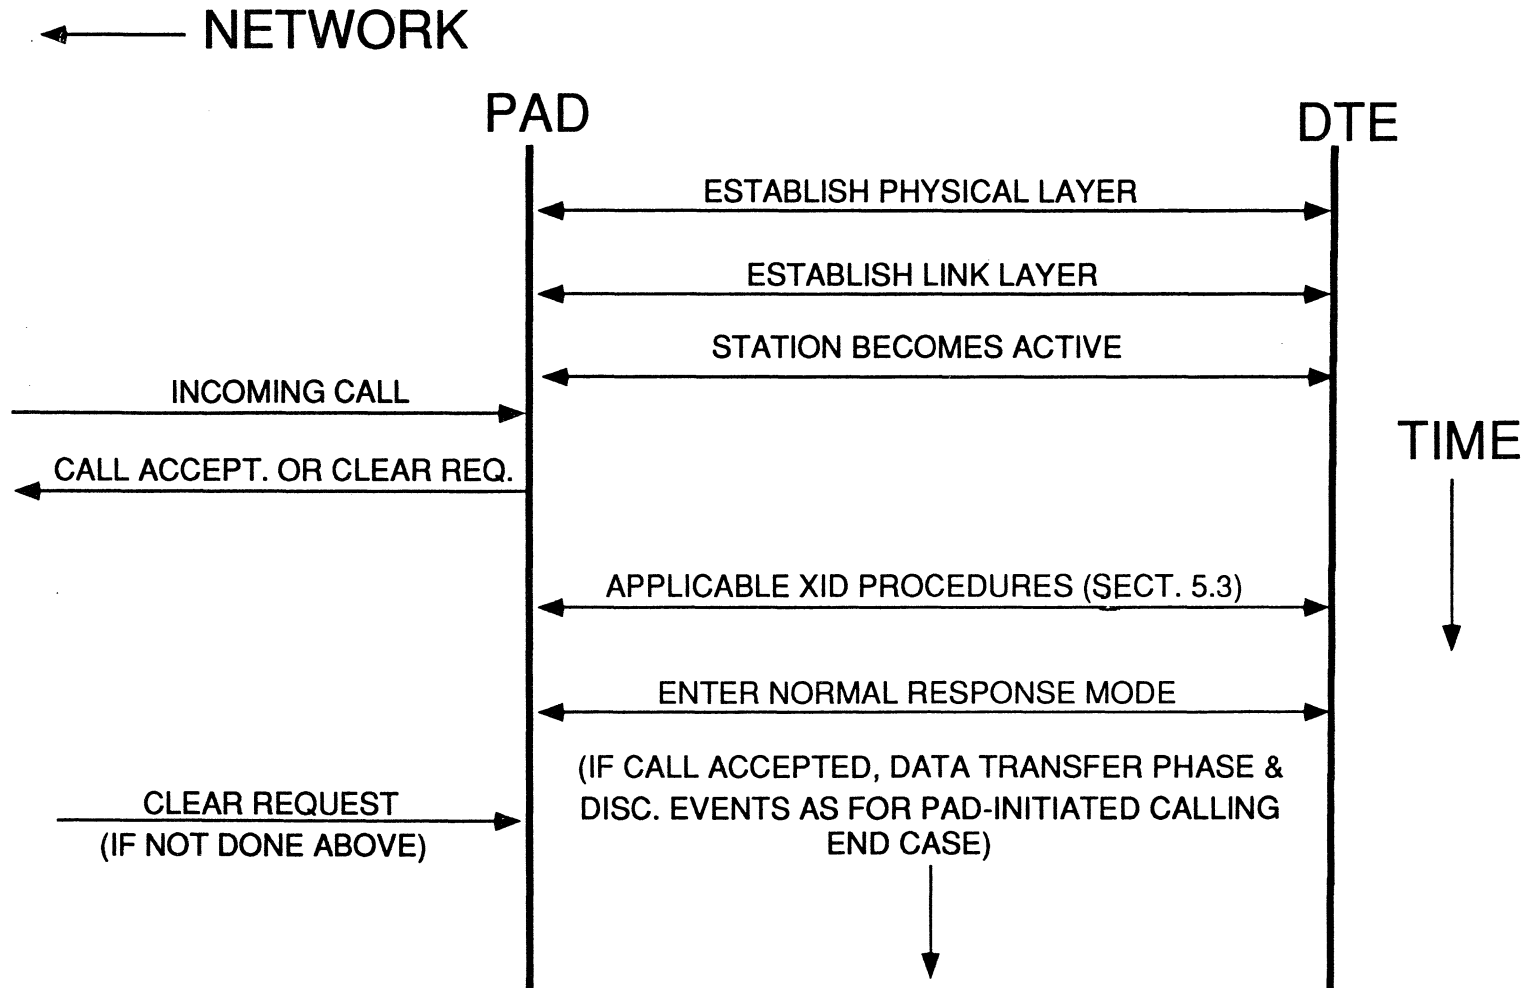 NETWORK
PAD
DTE
ESTABLISH PHYSICAL LAYER
ESTABLISH LINK LAYER
STATION BECOMES ACTIVE
INCOMING CALL
TIME
CALL ACCEPT. OR CLEAR REQ.
APPLICABLE XID PROCEDURES (SECT. 5.3)
ENTER NORMAL RESPONSE MODE
(IF CALL ACCEPTED, DATA TRANSFER PHASE &
DISC. EVENTS AS FOR PAD-INITIATED CALLING
END CASE)
CLEAR REQUEST
(IF NOT DONE ABOVE)